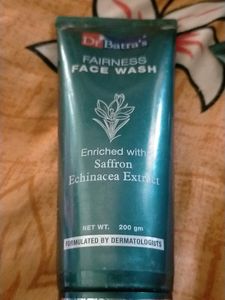 Dr Batra's
FAIRNESS
FACE WASH
Enriched with
Saffron
Echinacea Extract
NET WT. 200 gm
FORMULATED BY DERMATOLOGISTS